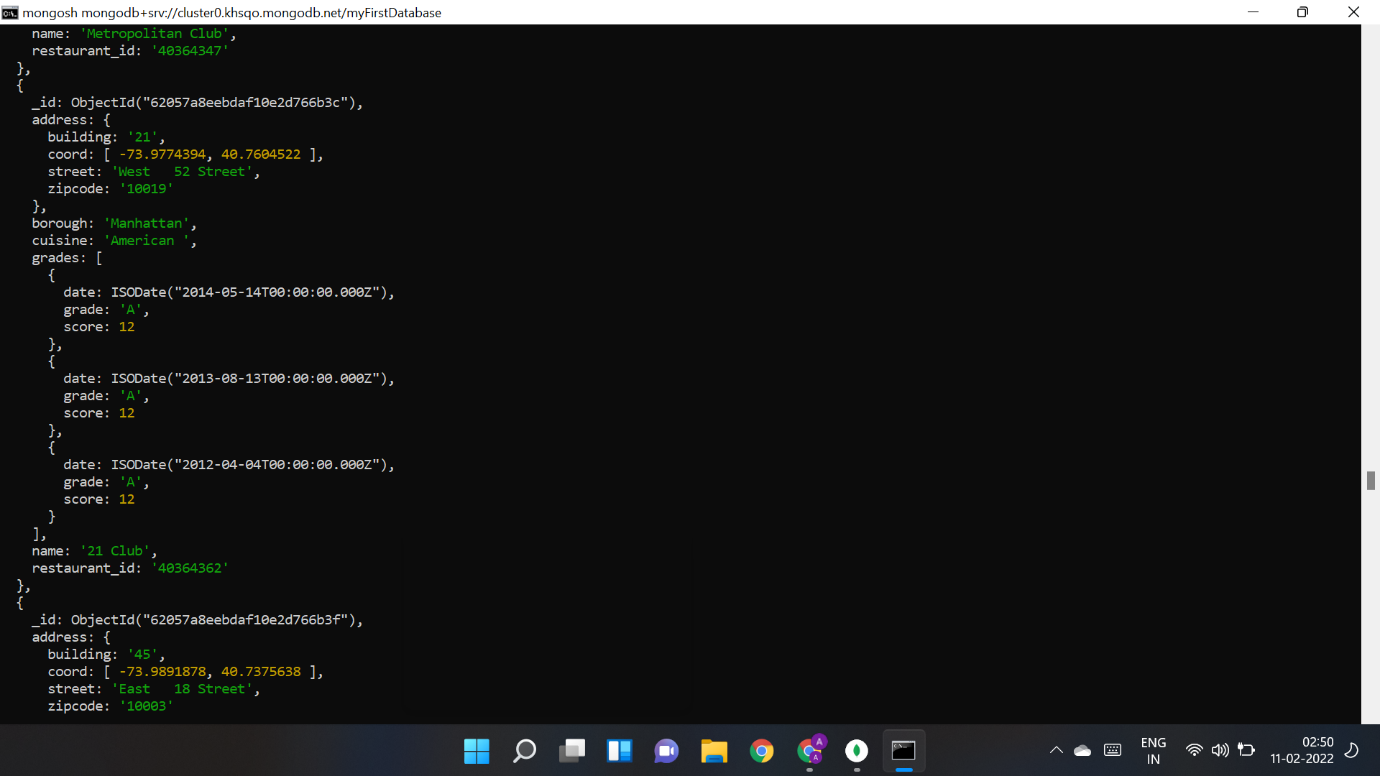 mongosh mongodb+srv://cluster0.khsqo.mongodb.net/myFirstDatabase
    name: 'Metropolitan Club',
    restaurant_id: '40364347'
  },
  {
    _id: ObjectId("62057a8eebdaf10e2d766b3c"),
    address: {
      building: '21',
      coord: [ -73.9774394, 40.7604522 ],
      street: 'West   52 Street',
      zipcode: '10019'
    },
    borough: 'Manhattan',
    cuisine: 'American ',
    grades: [
      {
        date: ISODate("2014-05-14T00:00:00.000Z"),
        grade: 'A',
        score: 12
      },
      {
        date: ISODate("2013-08-13T00:00:00.000Z"),
        grade: 'A',
        score: 12
      },
      {
        date: ISODate("2012-04-04T00:00:00.000Z"),
        grade: 'A',
        score: 12
      }
    ],
    name: '21 Club',
    restaurant_id: '40364362'
  },
  {
    _id: ObjectId("62057a8eebdaf10e2d766b3f"),
    address: {
      building: '45',
      coord: [ -73.9891878, 40.7375638 ],
      street: 'East   18 Street',
      zipcode: '10003'
ENG
IN
02:50
11-02-2022